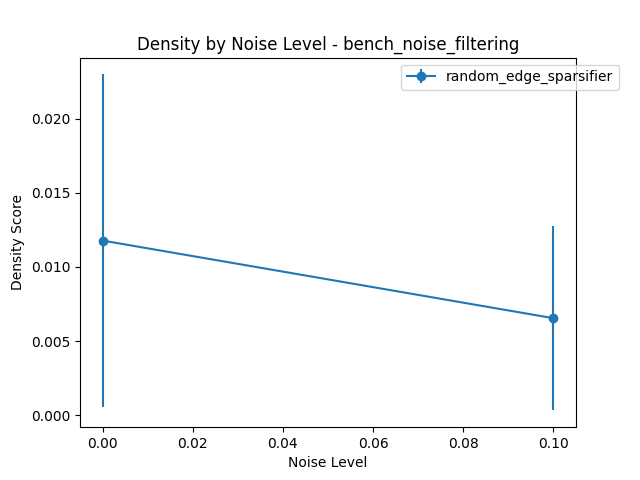 Density by Noise Level - bench_noise_filtering
random_edge_sparsifier
Density Score
0.020
0.015
0.010
0.005
0.000
0.00 0.02 0.04 0.06 0.08 0.10
Noise Level